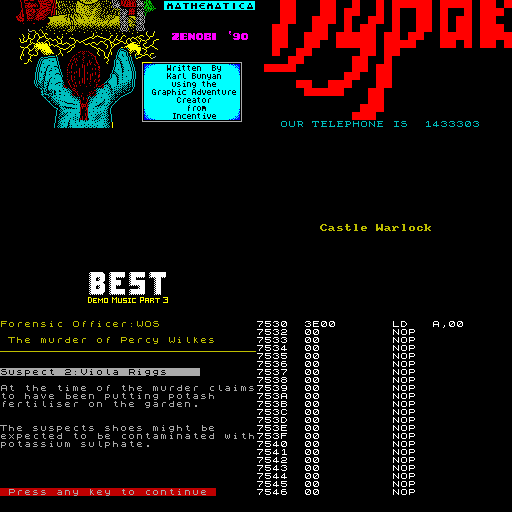 MATHEMATICA
ZENOBI '90
Written By
Karl Bunyan
using the
Graphic Adventure
Creator
from
Incentive
OUR TELEPHONE IS 1433303
Castle Warlock
BEST
DEMO MUSIC PART 3
Forensic Officer:WOS
The murder of Percy Wilkes
Suspect 2:Viola Riggs
At the time of the murder claims
to have been putting potash
fertiliser on the garden.
The suspects shoes might be
expected to be contaminated with
potassium sulphate.
Press any key to continue
7530 3E00 LD A,00
7532 00 NOP
7533 00 NOP
7534 00 NOP
7535 00 NOP
7536 00 NOP
7537 00 NOP
7538 00 NOP
7539 00 NOP
753A 00 NOP
753B 00 NOP
753C 00 NOP
753D 00 NOP
753E 00 NOP
753F 00 NOP
7540 00 NOP
7541 00 NOP
7542 00 NOP
7543 00 NOP
7544 00 NOP
7545 00 NOP
7546 00 NOP